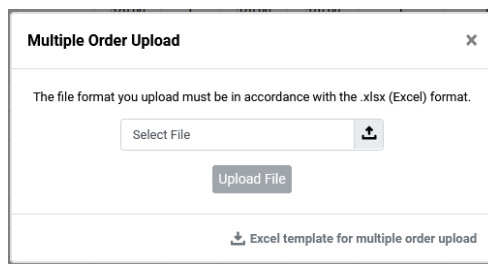 Multiple Order Upload
×
The file format you upload must be in accordance with the .xlsx (Excel) format.
Select File
Upload File
Excel template for multiple order upload